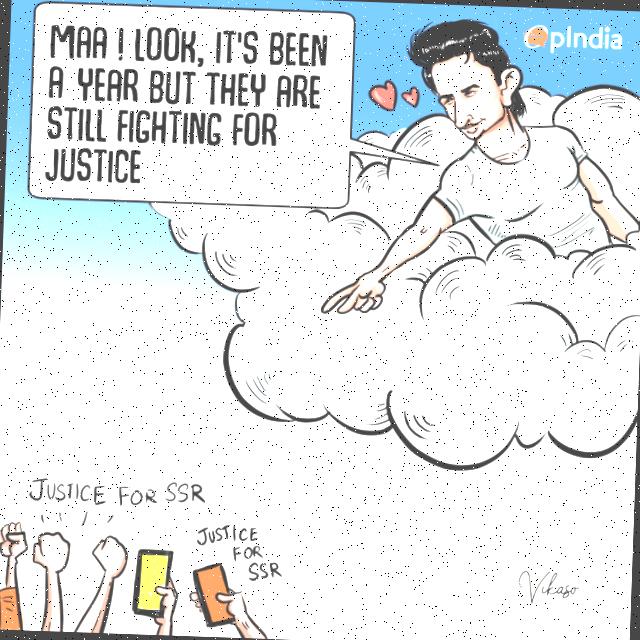 MAA ! LOOK, IT'S BEEN
A YEAR BUT THEY ARE
STILL FIGHTING FOR
JUSTICE
OpIndia
JUSTICE FOR SSR
JUSTICE
FOR
SSR
Vikaso